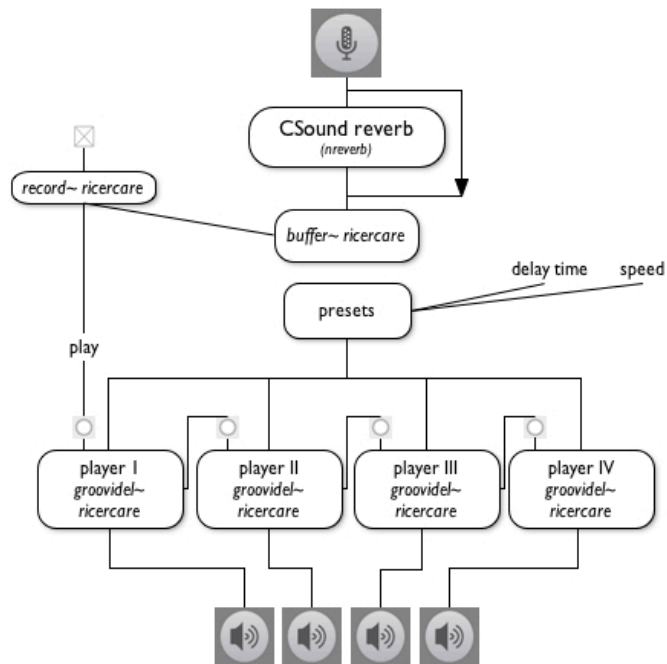 CSound reverb
(nreverb)
record~ ricercare
buffer~ ricercare
delay time
speed
presets
play
player I
groovidel~
ricercare
player II
groovidel~
ricercare
player III
groovidel~
ricercare
player IV
groovidel~
ricercare